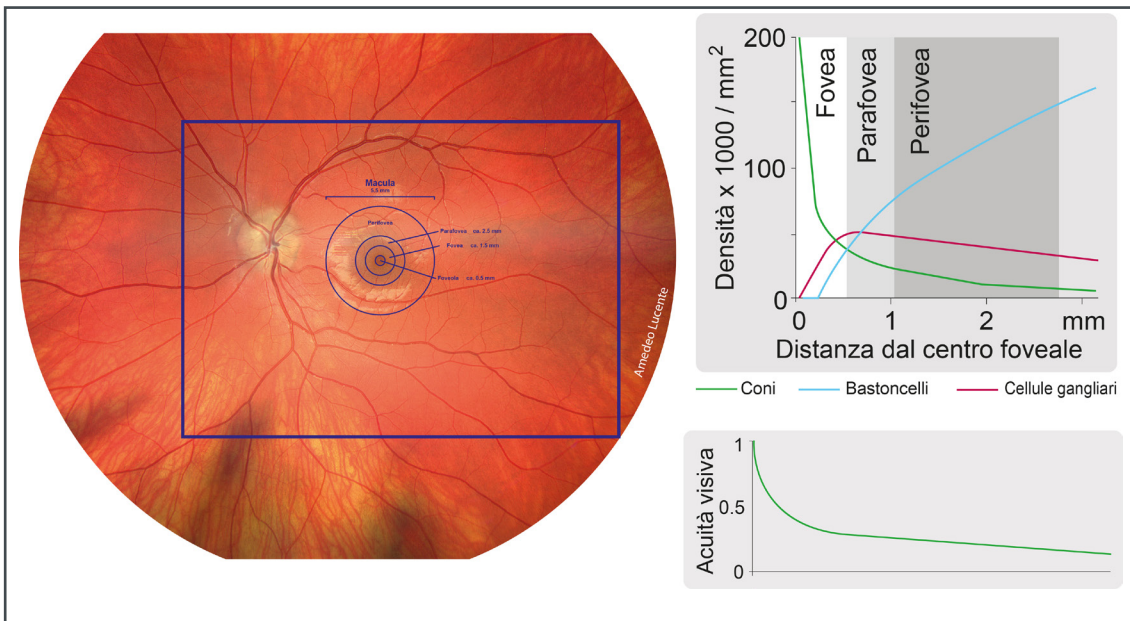 Macula
5.5 mm
Perifovea
Parafovea ca. 2.5 mm
Fovea ca. 1.5 mm
Foveola ca. 0.5 mm
Amedeo Lucente
200
100
0
Densità x 1000 / mm²
Fovea
Parafovea
Perifovea
0 1 2 mm
Distanza dal centro foveale
Coni Bastoncelli Cellule gangliari
1
0.5
0
Acuità visiva